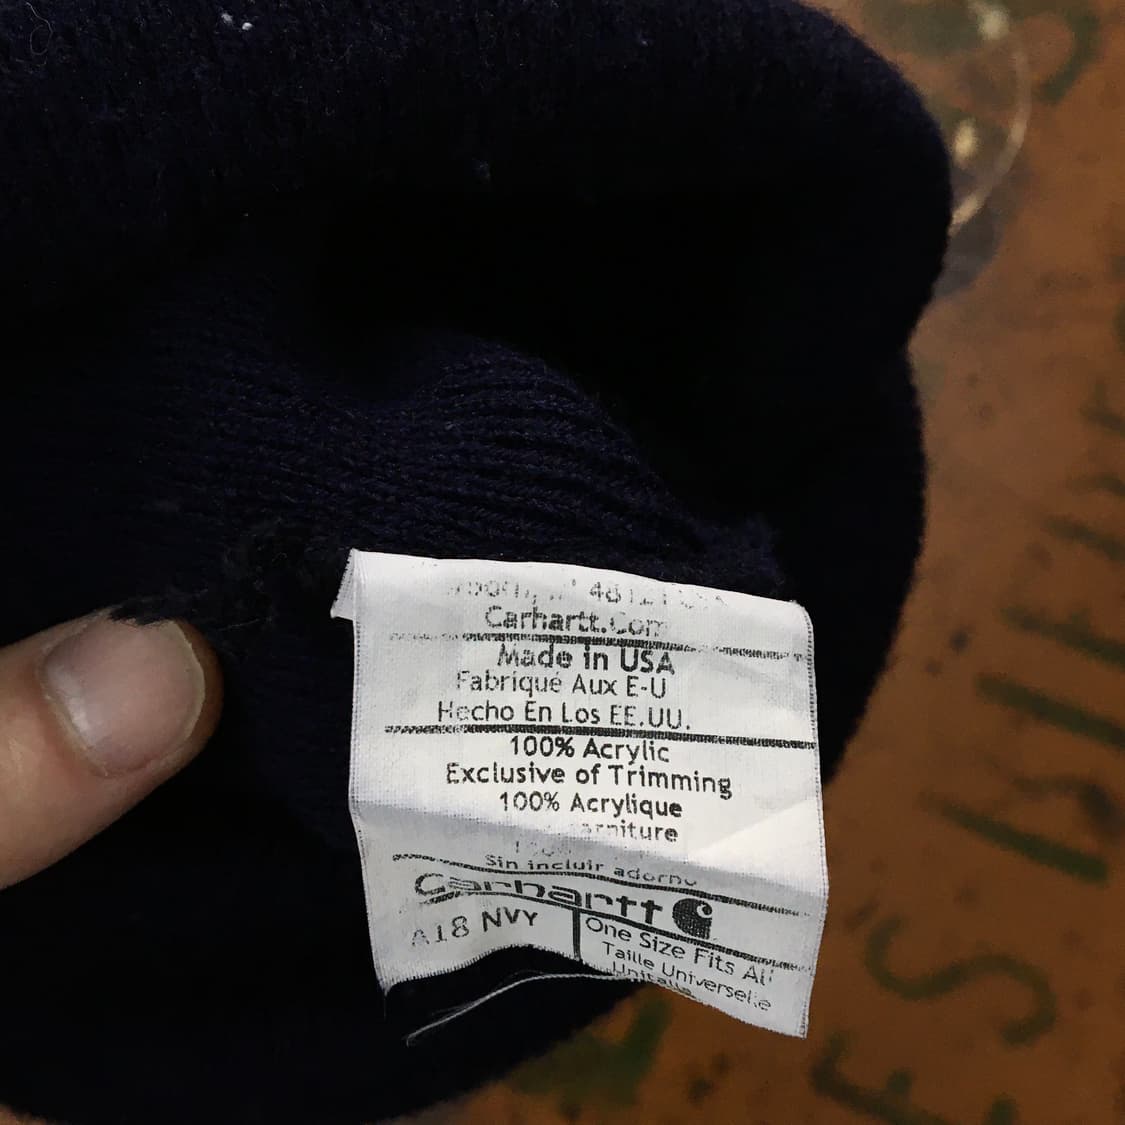 Carhartt.Com
Made in USA
Fabriqué Aux E-U
Hecho En Los EE.UU.
100% Acrylic
Exclusive of Trimming
100% Acrylique
Sin incluir adorno
Carhartt
A18 NVY
One Size Fits All
Taille Universelle
Unitalla